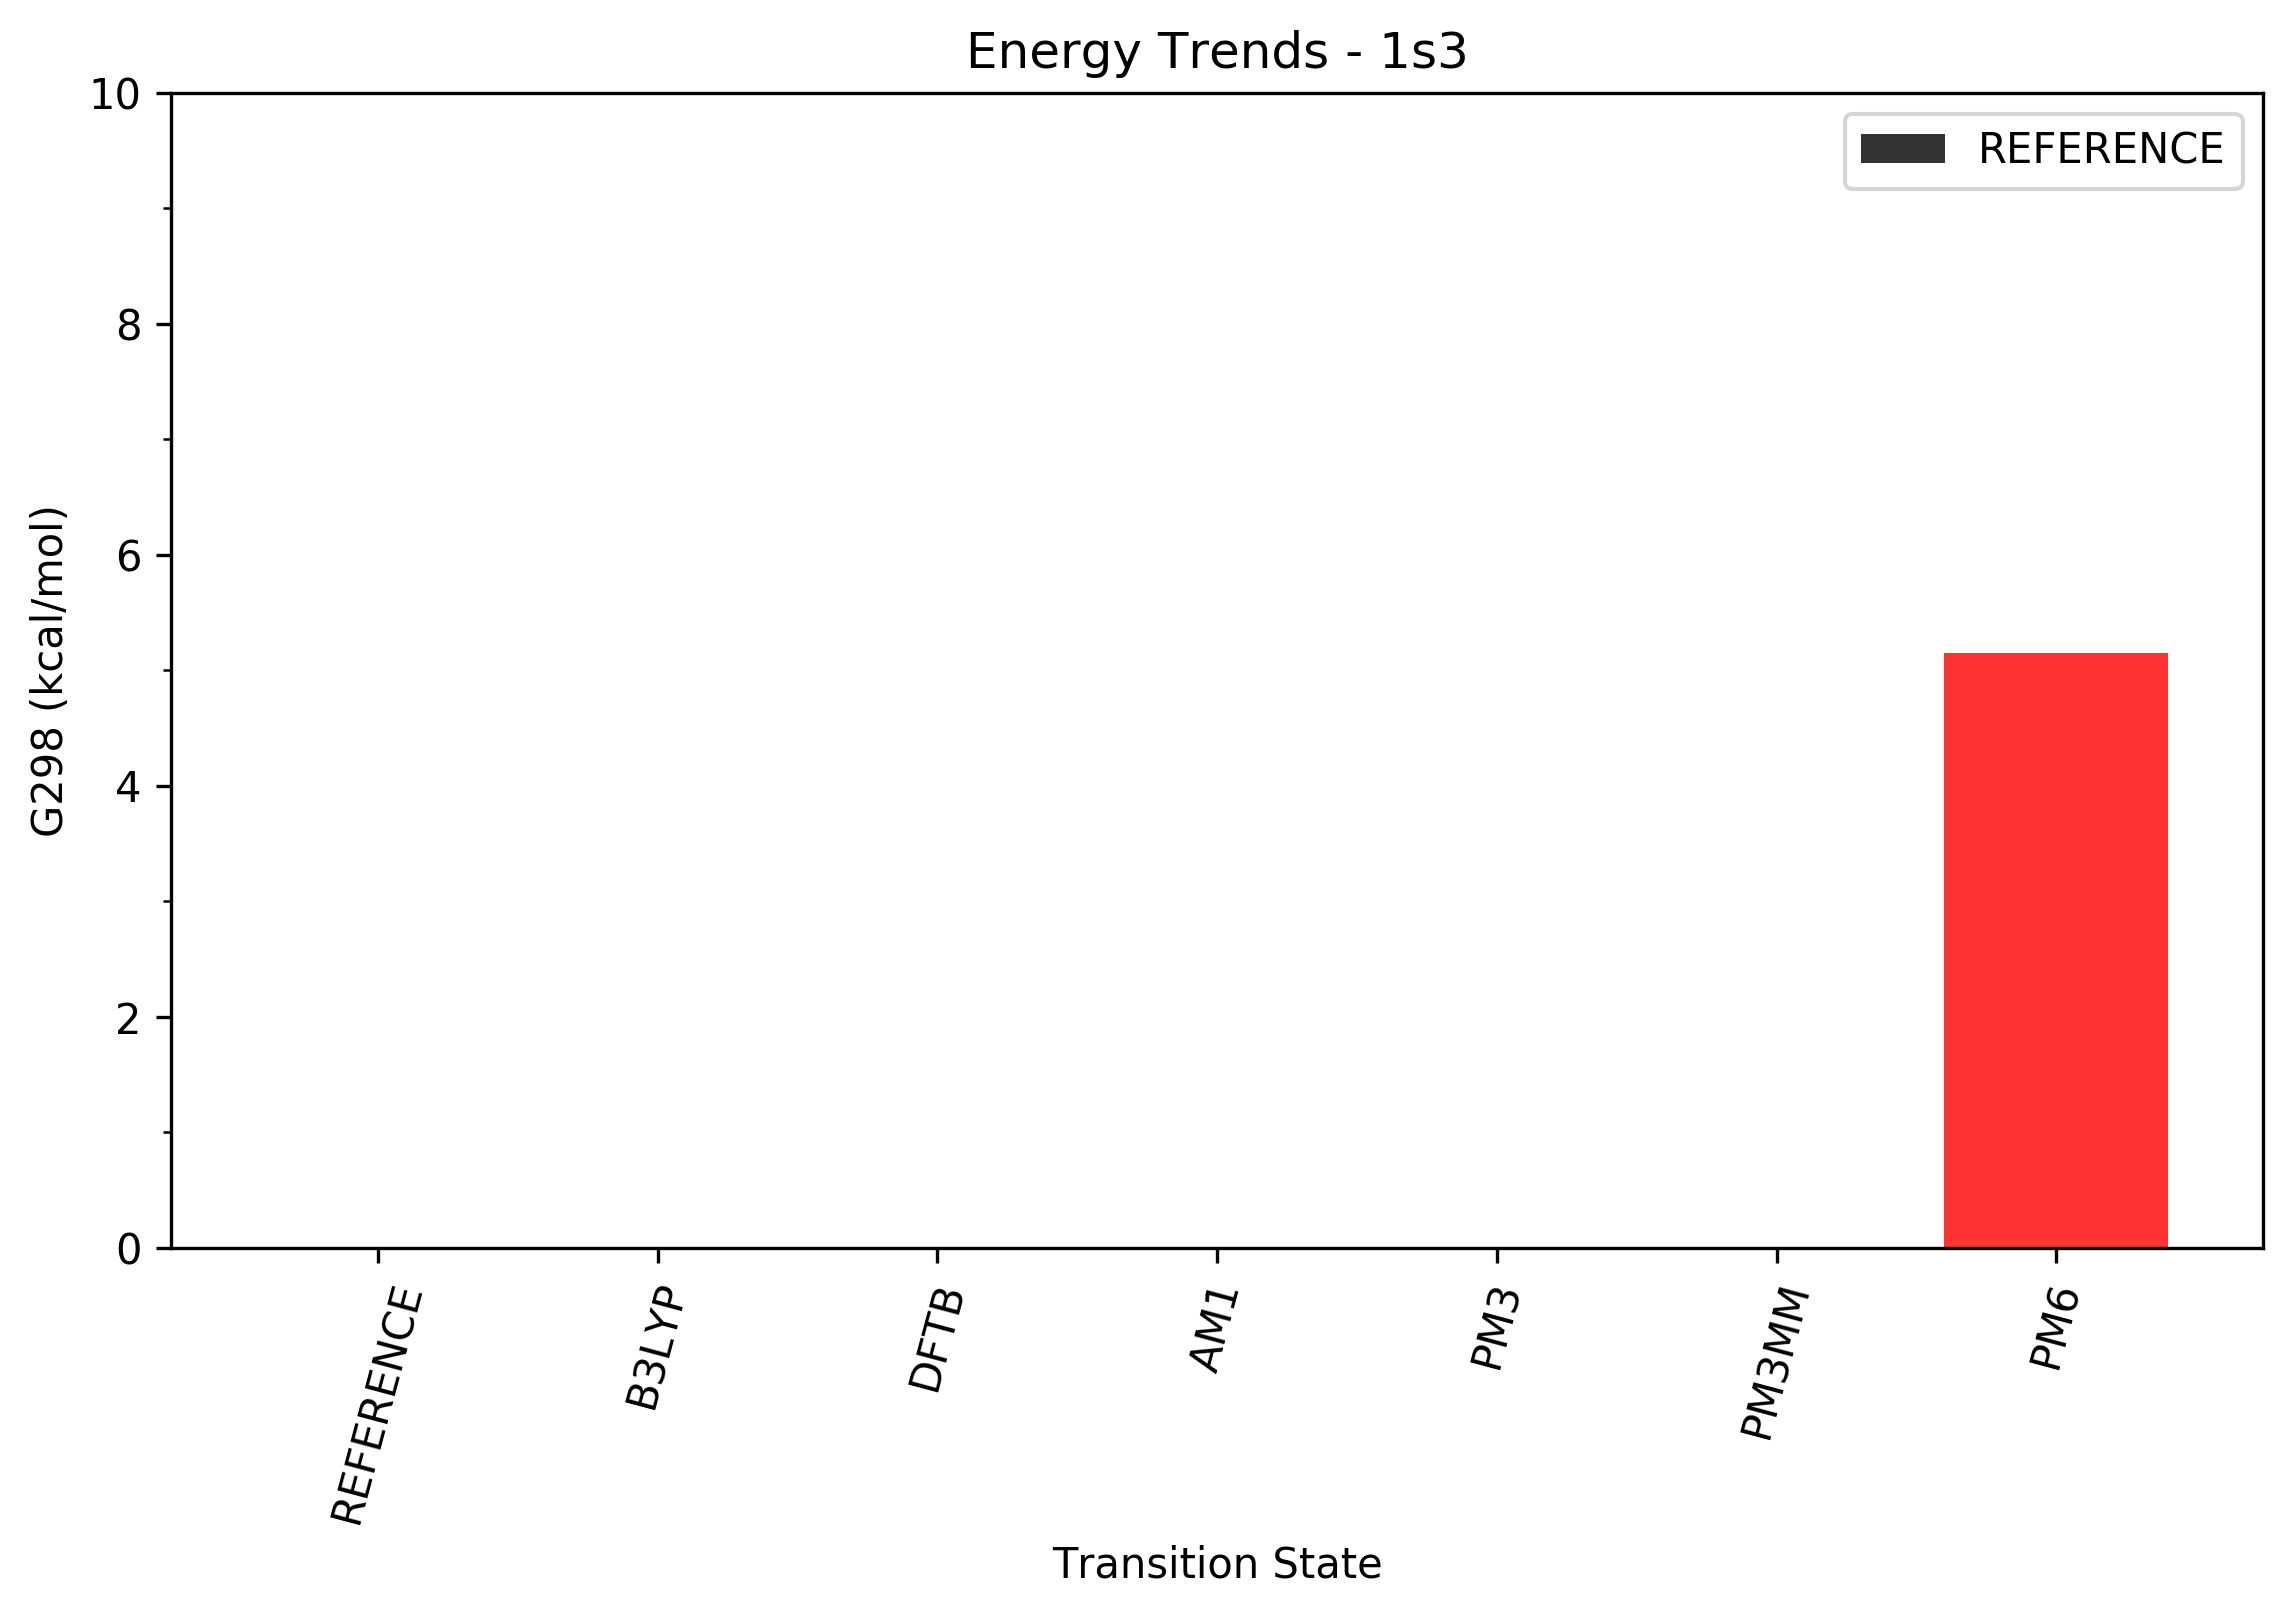 Energy Trends - 1s3
REFERENCE
G298 (kcal/mol)
10
8
6
4
2
0
REFERENCE
B3LYP
DFTB
AM1
PM3
PM3MM
PM6
Transition State